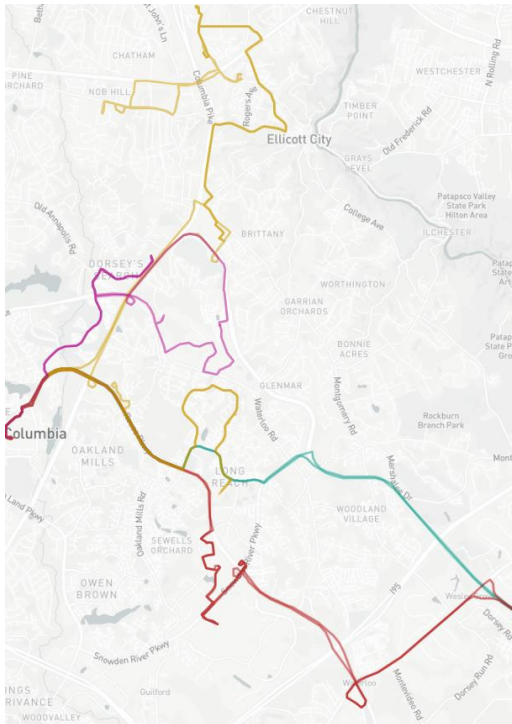 CHESTNUT
HILL
St John's Ln
CHATHAM
N Rolling Rd
WESTCHESTER
PINE
ORCHARD
NOB HILL
Columbia Pike
Rogers Ave
TIMBER
POINT
Old Frederick Rd
Ellicott City
GRAYS
LEVEL
Patapsco Valley
State Park
Hilton Area
Old Annapolis Rd
College Ave
BRITTANY
ILCHESTER
DORSEY'S
SEARCH
WORTHINGTON
GARRIAN
ORCHARDS
BONNIE
ACRES
GLENMAR
Waterloo Rd
Montgomery Rd
Rockburn
Branch Park
Columbia
OAKLAND
MILLS
LONG
REACH
Marshalee Dr
Oakland Mills Rd
WOODLAND
VILLAGE
SEWELLS
ORCHARD
River Pkwy
OWEN
BROWN
I95
Dorsey
Snowden River Pkwy
Guilford
Waterloo
Montevideo Rd
Dorsey Run Rd
WOODVALLEY